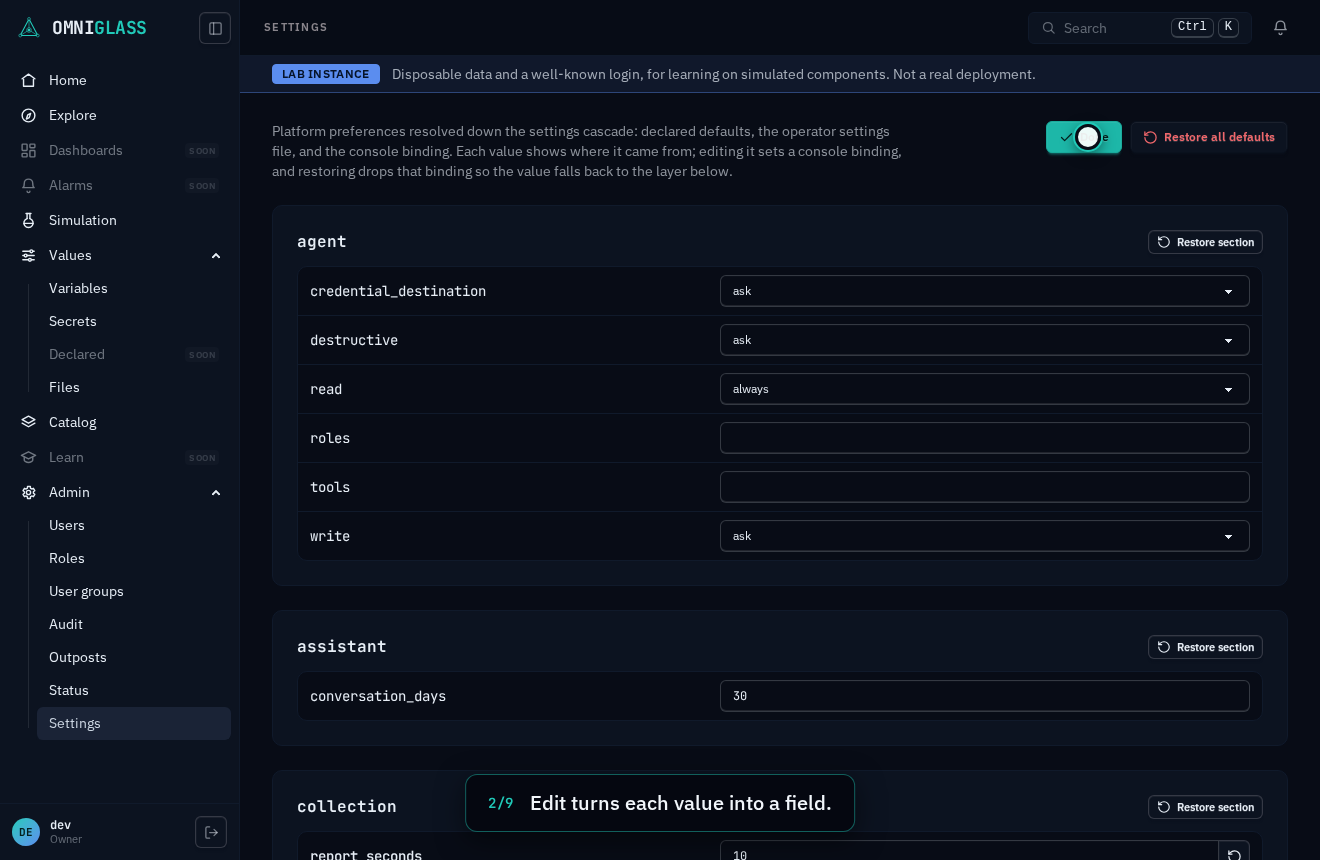 OMNIGLASS
SETTINGS
Search
Ctrl
K
Home
Explore
Dashboards
SOON
Alarms
SOON
Simulation
Values
Variables
Secrets
Declared
SOON
Files
Catalog
Learn
SOON
Admin
Users
Roles
User groups
Audit
Outposts
Status
Settings
DE
dev
Owner
LAB INSTANCE
Disposable data and a well-known login, for learning on simulated components. Not a real deployment.
Platform preferences resolved down the settings cascade: declared defaults, the operator settings
file, and the console binding. Each value shows where it came from; editing it sets a console binding,
and restoring drops that binding so the value falls back to the layer below.
Restore all defaults
agent
Restore section
credential_destination
ask
destructive
ask
read
always
roles
tools
write
ask
assistant
Restore section
conversation_days
30
collection
Restore section
report_seconds
10
2/9
Edit turns each value into a field.